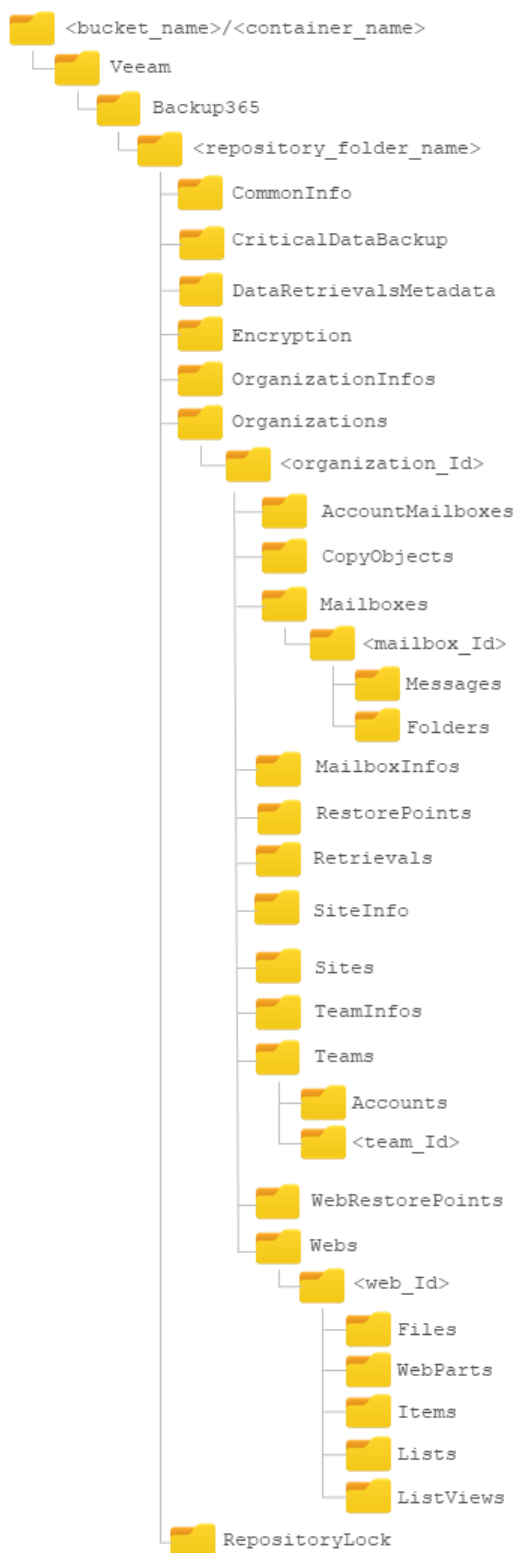 <bucket_name>/<container_name>
Veeam
Backup365
<repository_folder_name>
CommonInfo
CriticalDataBackup
DataRetrievalsMetadata
Encryption
OrganizationInfos
Organizations
<organization_Id>
AccountMailboxes
CopyObjects
Mailboxes
<mailbox_Id>
Messages
Folders
MailboxInfos
RestorePoints
Retrievals
SiteInfo
Sites
TeamInfos
Teams
Accounts
<team_Id>
WebRestorePoints
Webs
<web_Id>
Files
WebParts
Items
Lists
ListViews
RepositoryLock